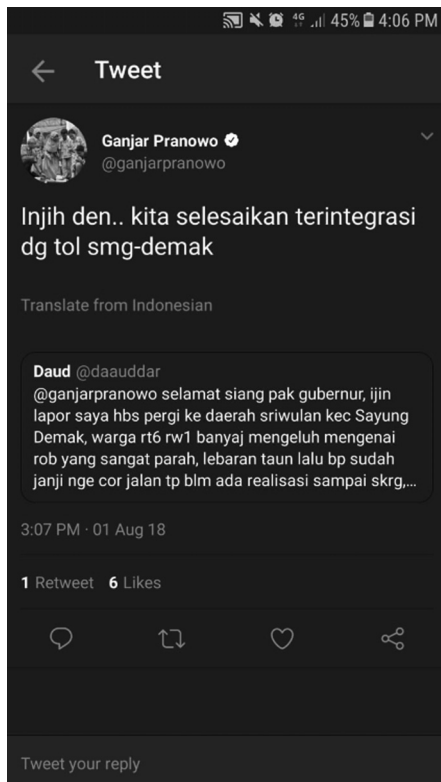 4G 45% 4:06 PM
Tweet
Ganjar Pranowo
@ganjarpranowo
Injih den.. kita selesaikan terintegrasi
dg tol smg-demak
Translate from Indonesian
Daud @daauddar
@ganjarpranowo selamat siang pak gubernur, ijin
lapor saya hbs pergi ke daerah sriwulan kec Sayung
Demak, warga rt6 rw1 banyaj mengeluh mengenai
rob yang sangat parah, lebaran taun lalu bp sudah
janji nge cor jalan tp blm ada realisasi sampai skrg,...
3:07 PM · 01 Aug 18
1 Retweet 6 Likes
Tweet your reply